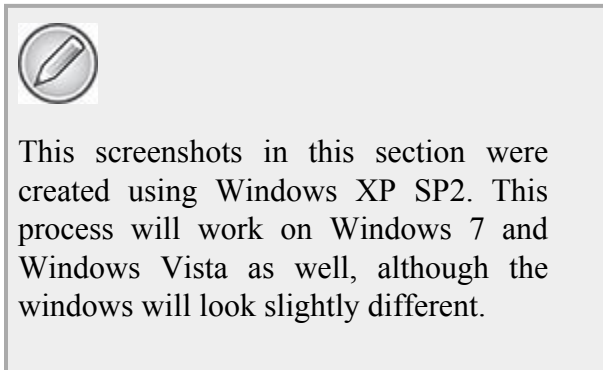 This screenshots in this section were
created using Windows XP SP2. This
process will work on Windows 7 and
Windows Vista as well, although the
windows will look slightly different.